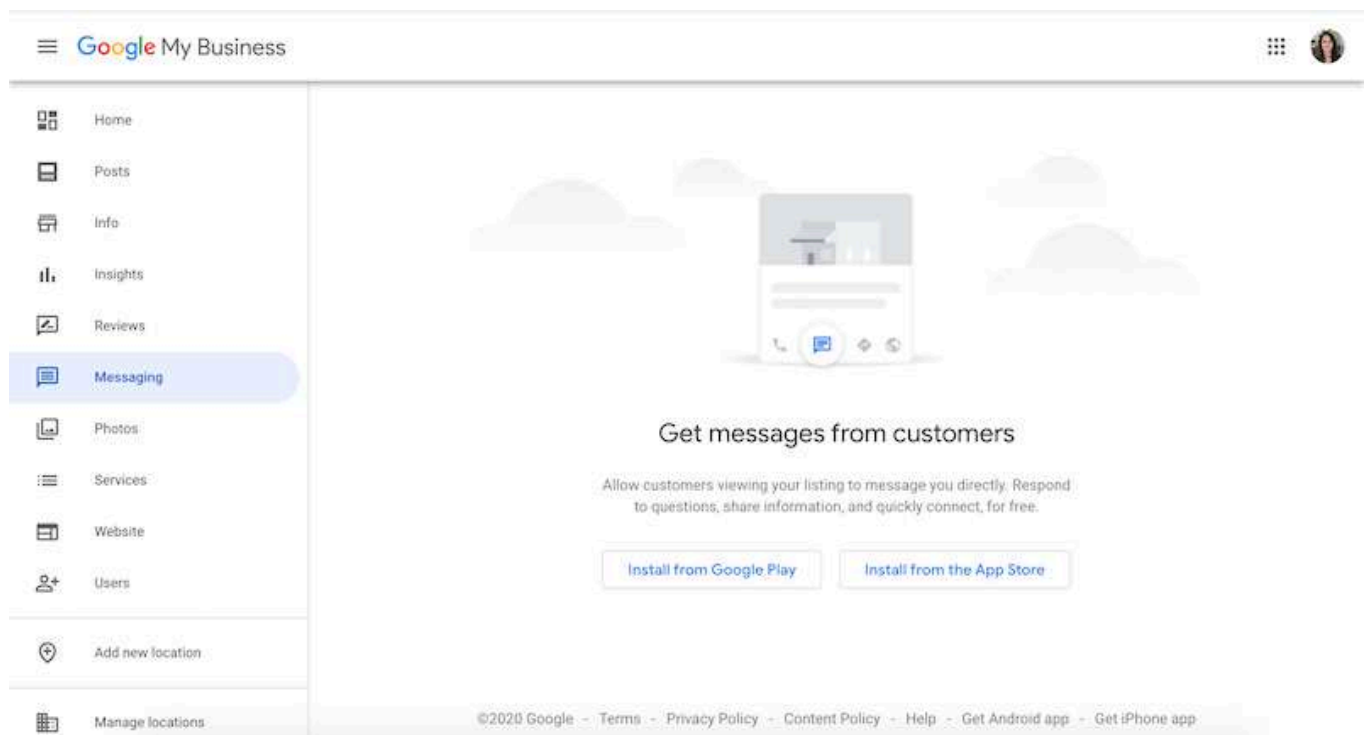 Google My Business
Home
Posts
Info
Insights
Reviews
Messaging
Photos
Services
Website
Users
Add new location
Manage locations
Get messages from customers
Allow customers viewing your listing to message you directly. Respond
to questions, share information, and quickly connect, for free.
Install from Google Play
Install from the App Store
©2020 Google - Terms - Privacy Policy - Content Policy - Help - Get Android app - Get iPhone app